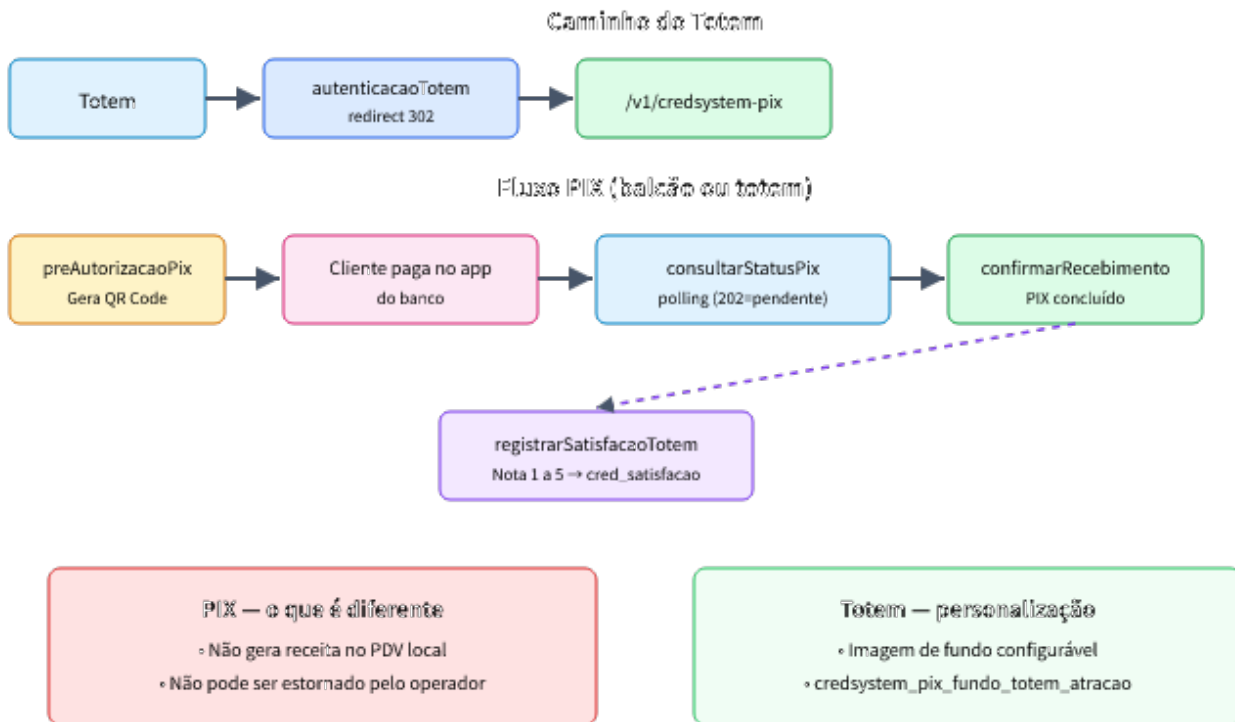 Caminho do Totem
Totem
autenticacaoTotem
redirect 302
/v1/credsystem-pix
Fluxo PIX (balcão ou totem)
preAutorizacaoPix
Gera QR Code
Cliente paga no app
do banco
consultarStatusPix
polling (202=pendente)
confirmarRecebimento
PIX concluído
registrarSatisfacaoTotem
Nota 1 a 5 → cred_satisfacao
PIX — o que é diferente
• Não gera receita no PDV local
• Não pode ser estornado pelo operador
Totem — personalização
• Imagem de fundo configurável
• credsystem_pix_fundo_totem_atracao